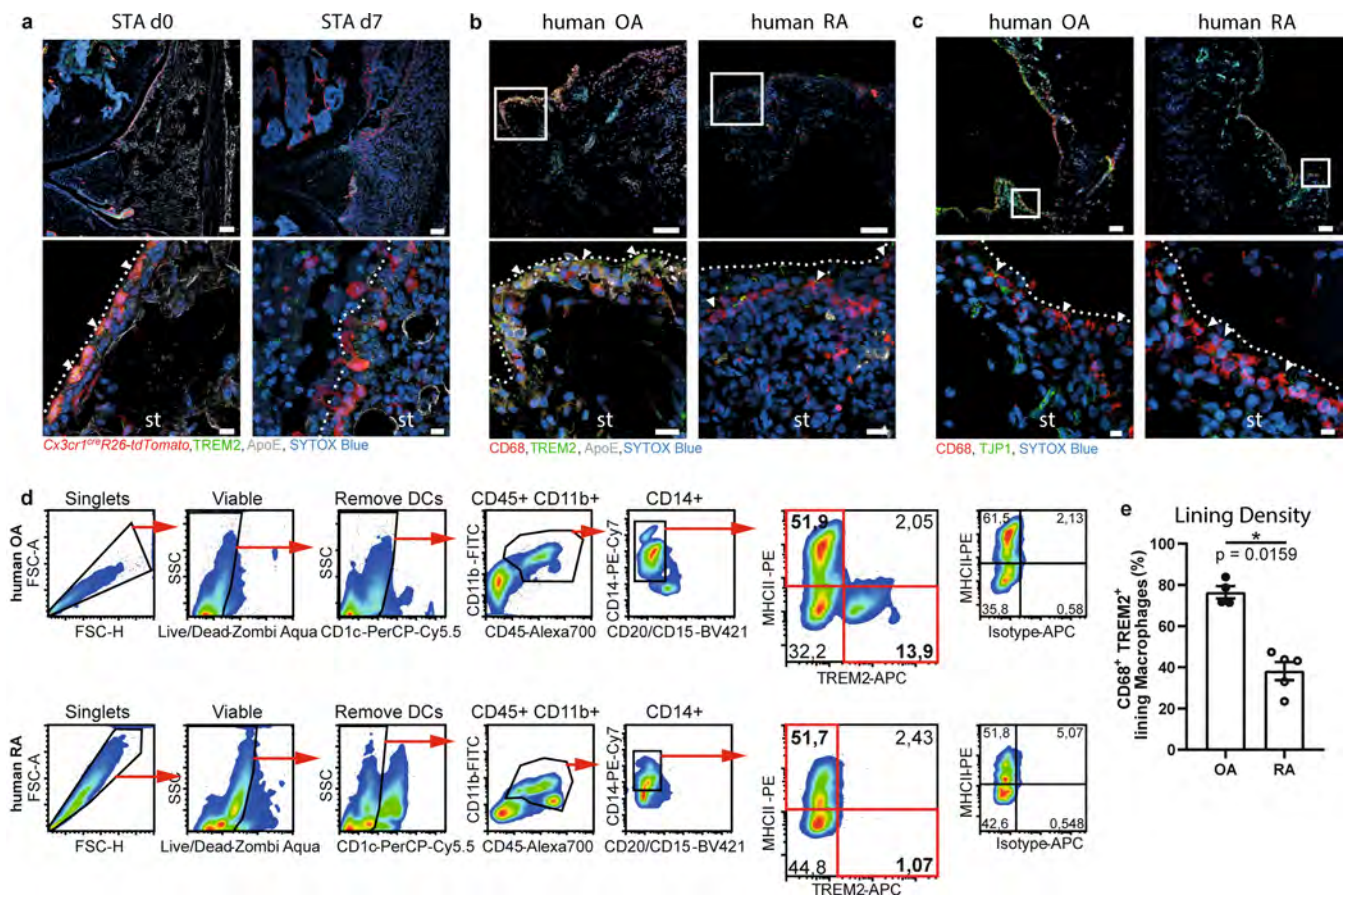 a
STA d0
STA d7
st
st
Cx3cr1creR26-tdTomato, TREM2, ApoE, SYTOX Blue
b
human OA
human RA
st
st
CD68, TREM2, ApoE, SYTOX Blue
c
human OA
human RA
st
st
CD68, TJP1, SYTOX Blue
d
human OA
Singlets
FSC-A
FSC-H
Viable
SSC
Live/Dead-Zombi Aqua
Remove DCs
SSC
CD1c-PerCP-Cy5.5
CD45+ CD11b+
CD11b-FITC
CD45-Alexa700
CD14+
CD14-PE-Cy7
CD20/CD15-BV421
MHCII-PE
51,9
2,05
32,2
13,9
TREM2-APC
MHCII-PE
61,5
2,13
35,8
0,58
Isotype-APC
human RA
Singlets
FSC-A
FSC-H
Viable
SSC
Live/Dead-Zombi Aqua
Remove DCs
SSC
CD1c-PerCP-Cy5.5
CD45+ CD11b+
CD11b-FITC
CD45-Alexa700
CD14+
CD14-PE-Cy7
CD20/CD15-BV421
MHCII -PE
51,7
2,43
44,8
1,07
TREM2-APC
MHCII-PE
51,8
5,07
42,6
0,548
Isotype-APC
e
Lining Density
*
p = 0.0159
CD68+ TREM2+
lining Macrophages (%)
100
80
60
40
20
0
OA
RA